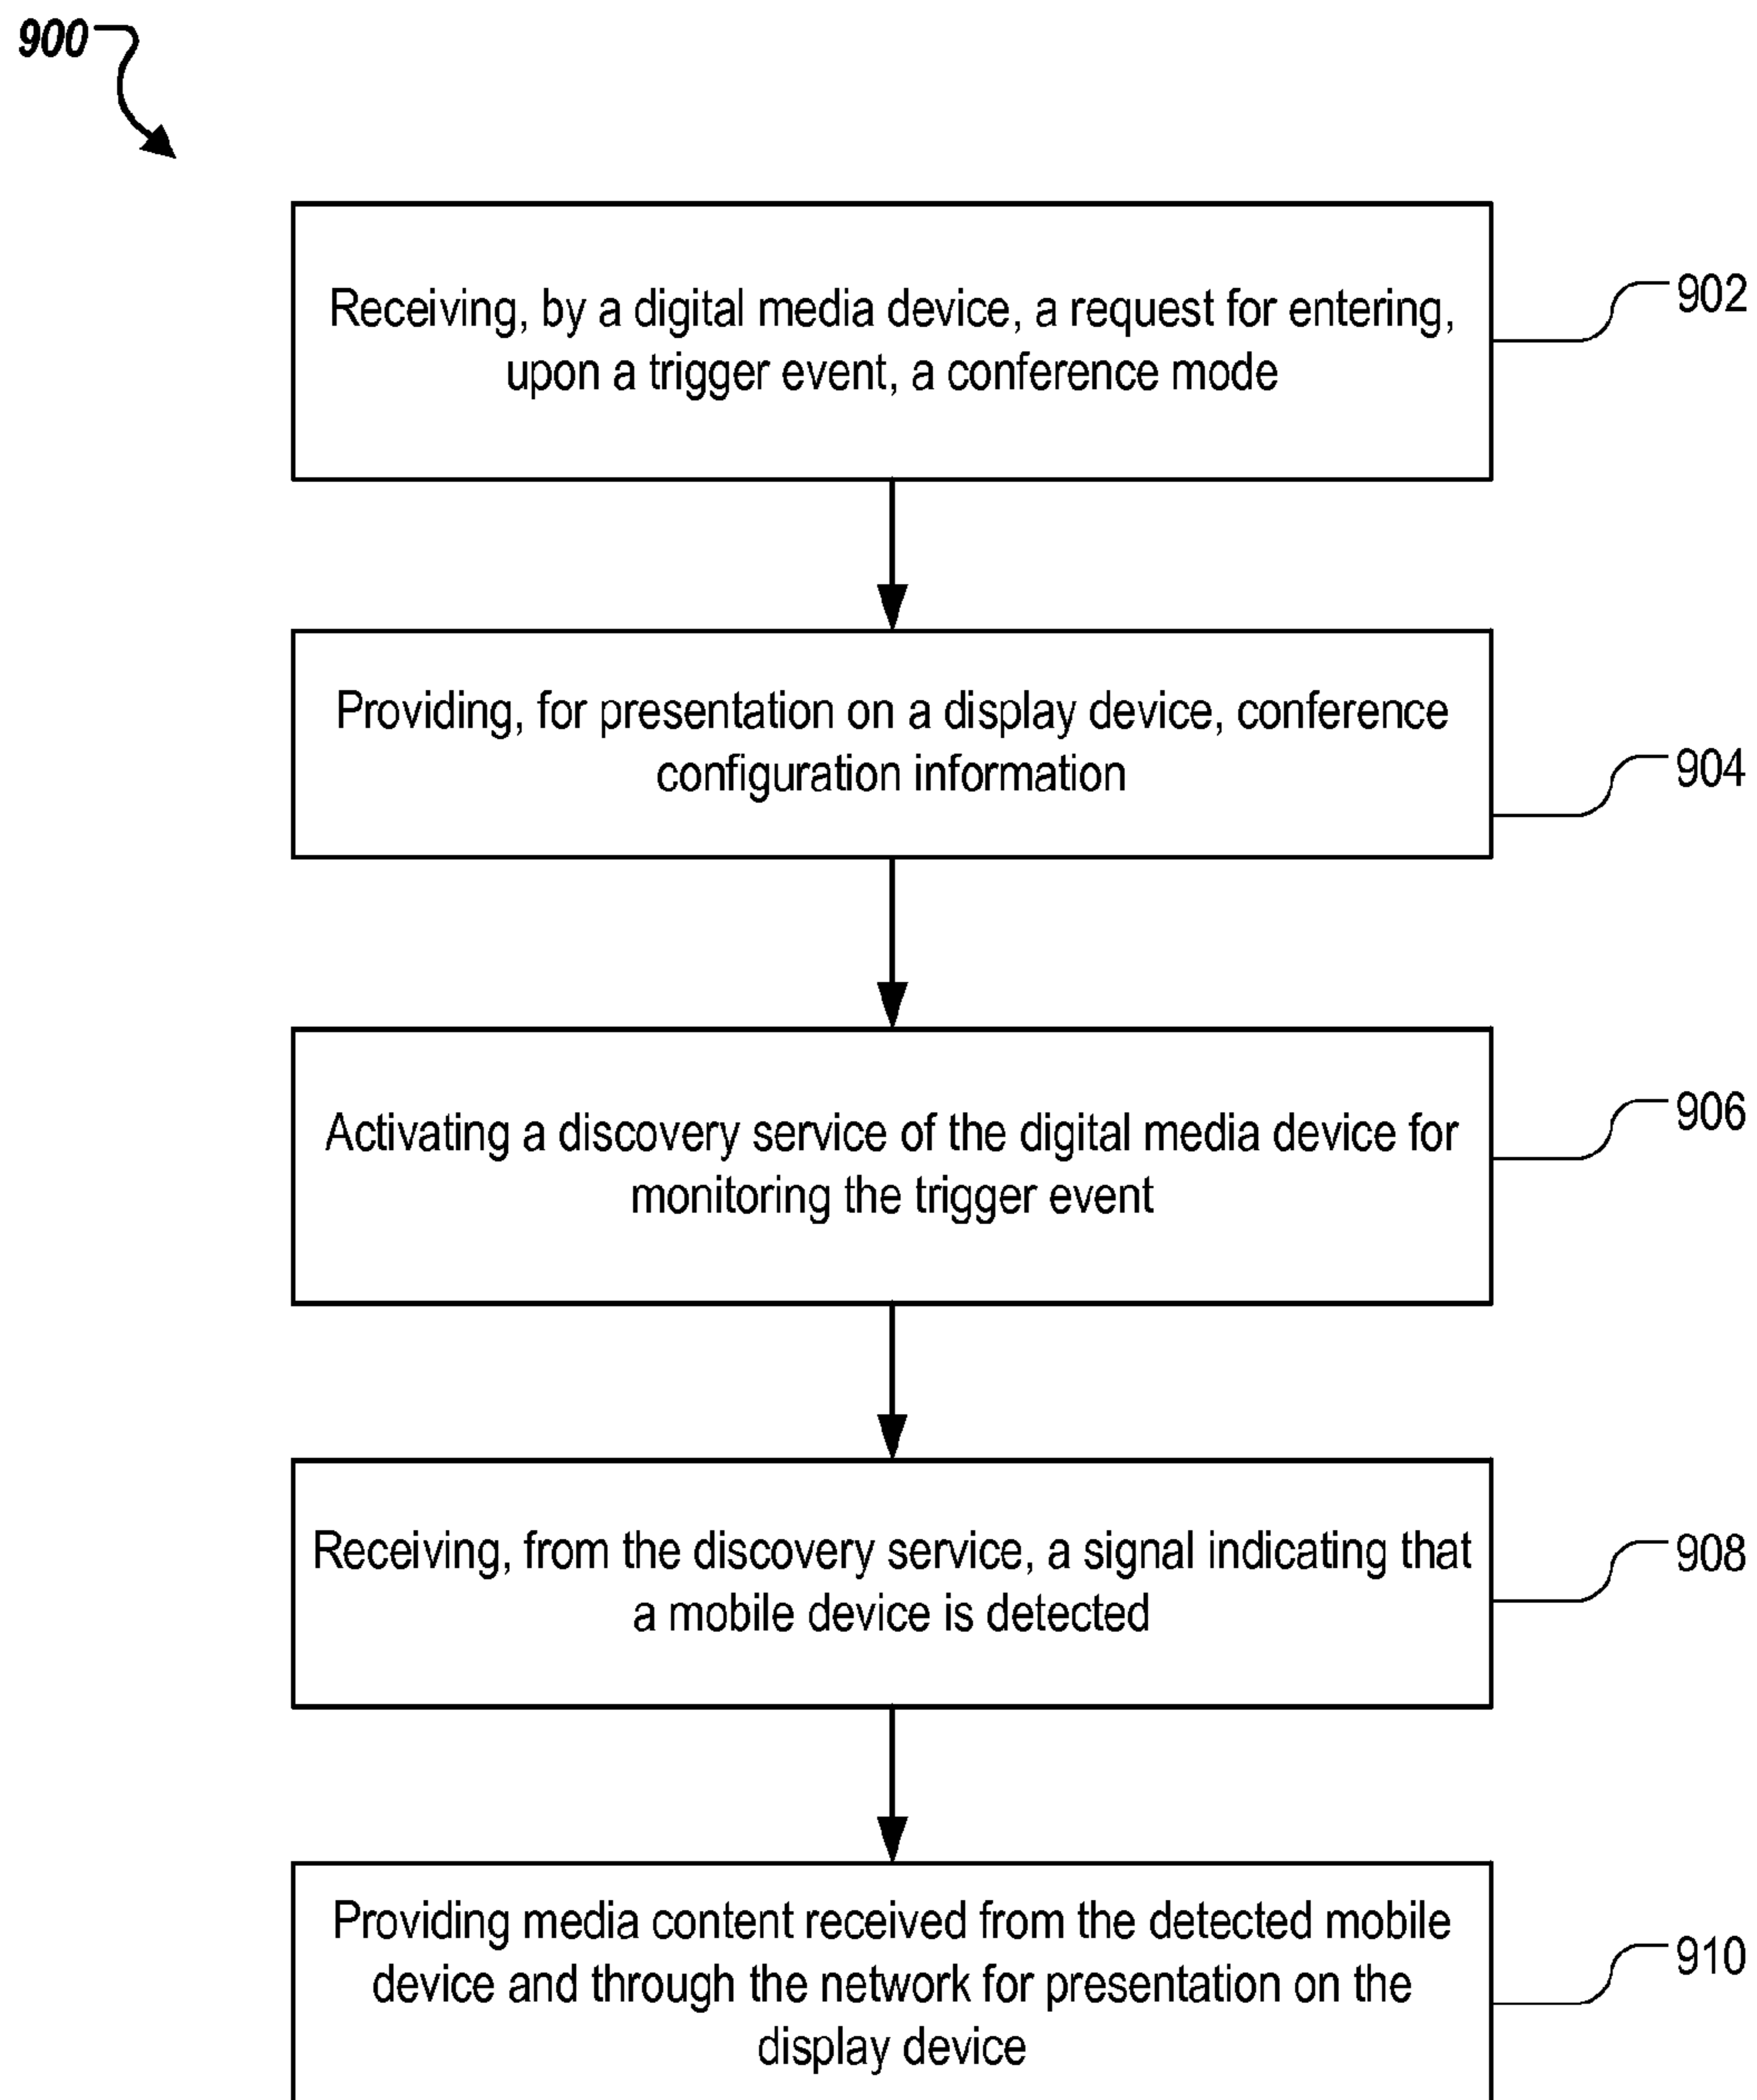 900
Receiving, by a digital media device, a request for entering,
upon a trigger event, a conference mode
902
Providing, for presentation on a display device, conference
configuration information
904
Activating a discovery service of the digital media device for
monitoring the trigger event
906
Receiving, from the discovery service, a signal indicating that
a mobile device is detected
908
Providing media content received from the detected mobile
device and through the network for presentation on the
display device
910